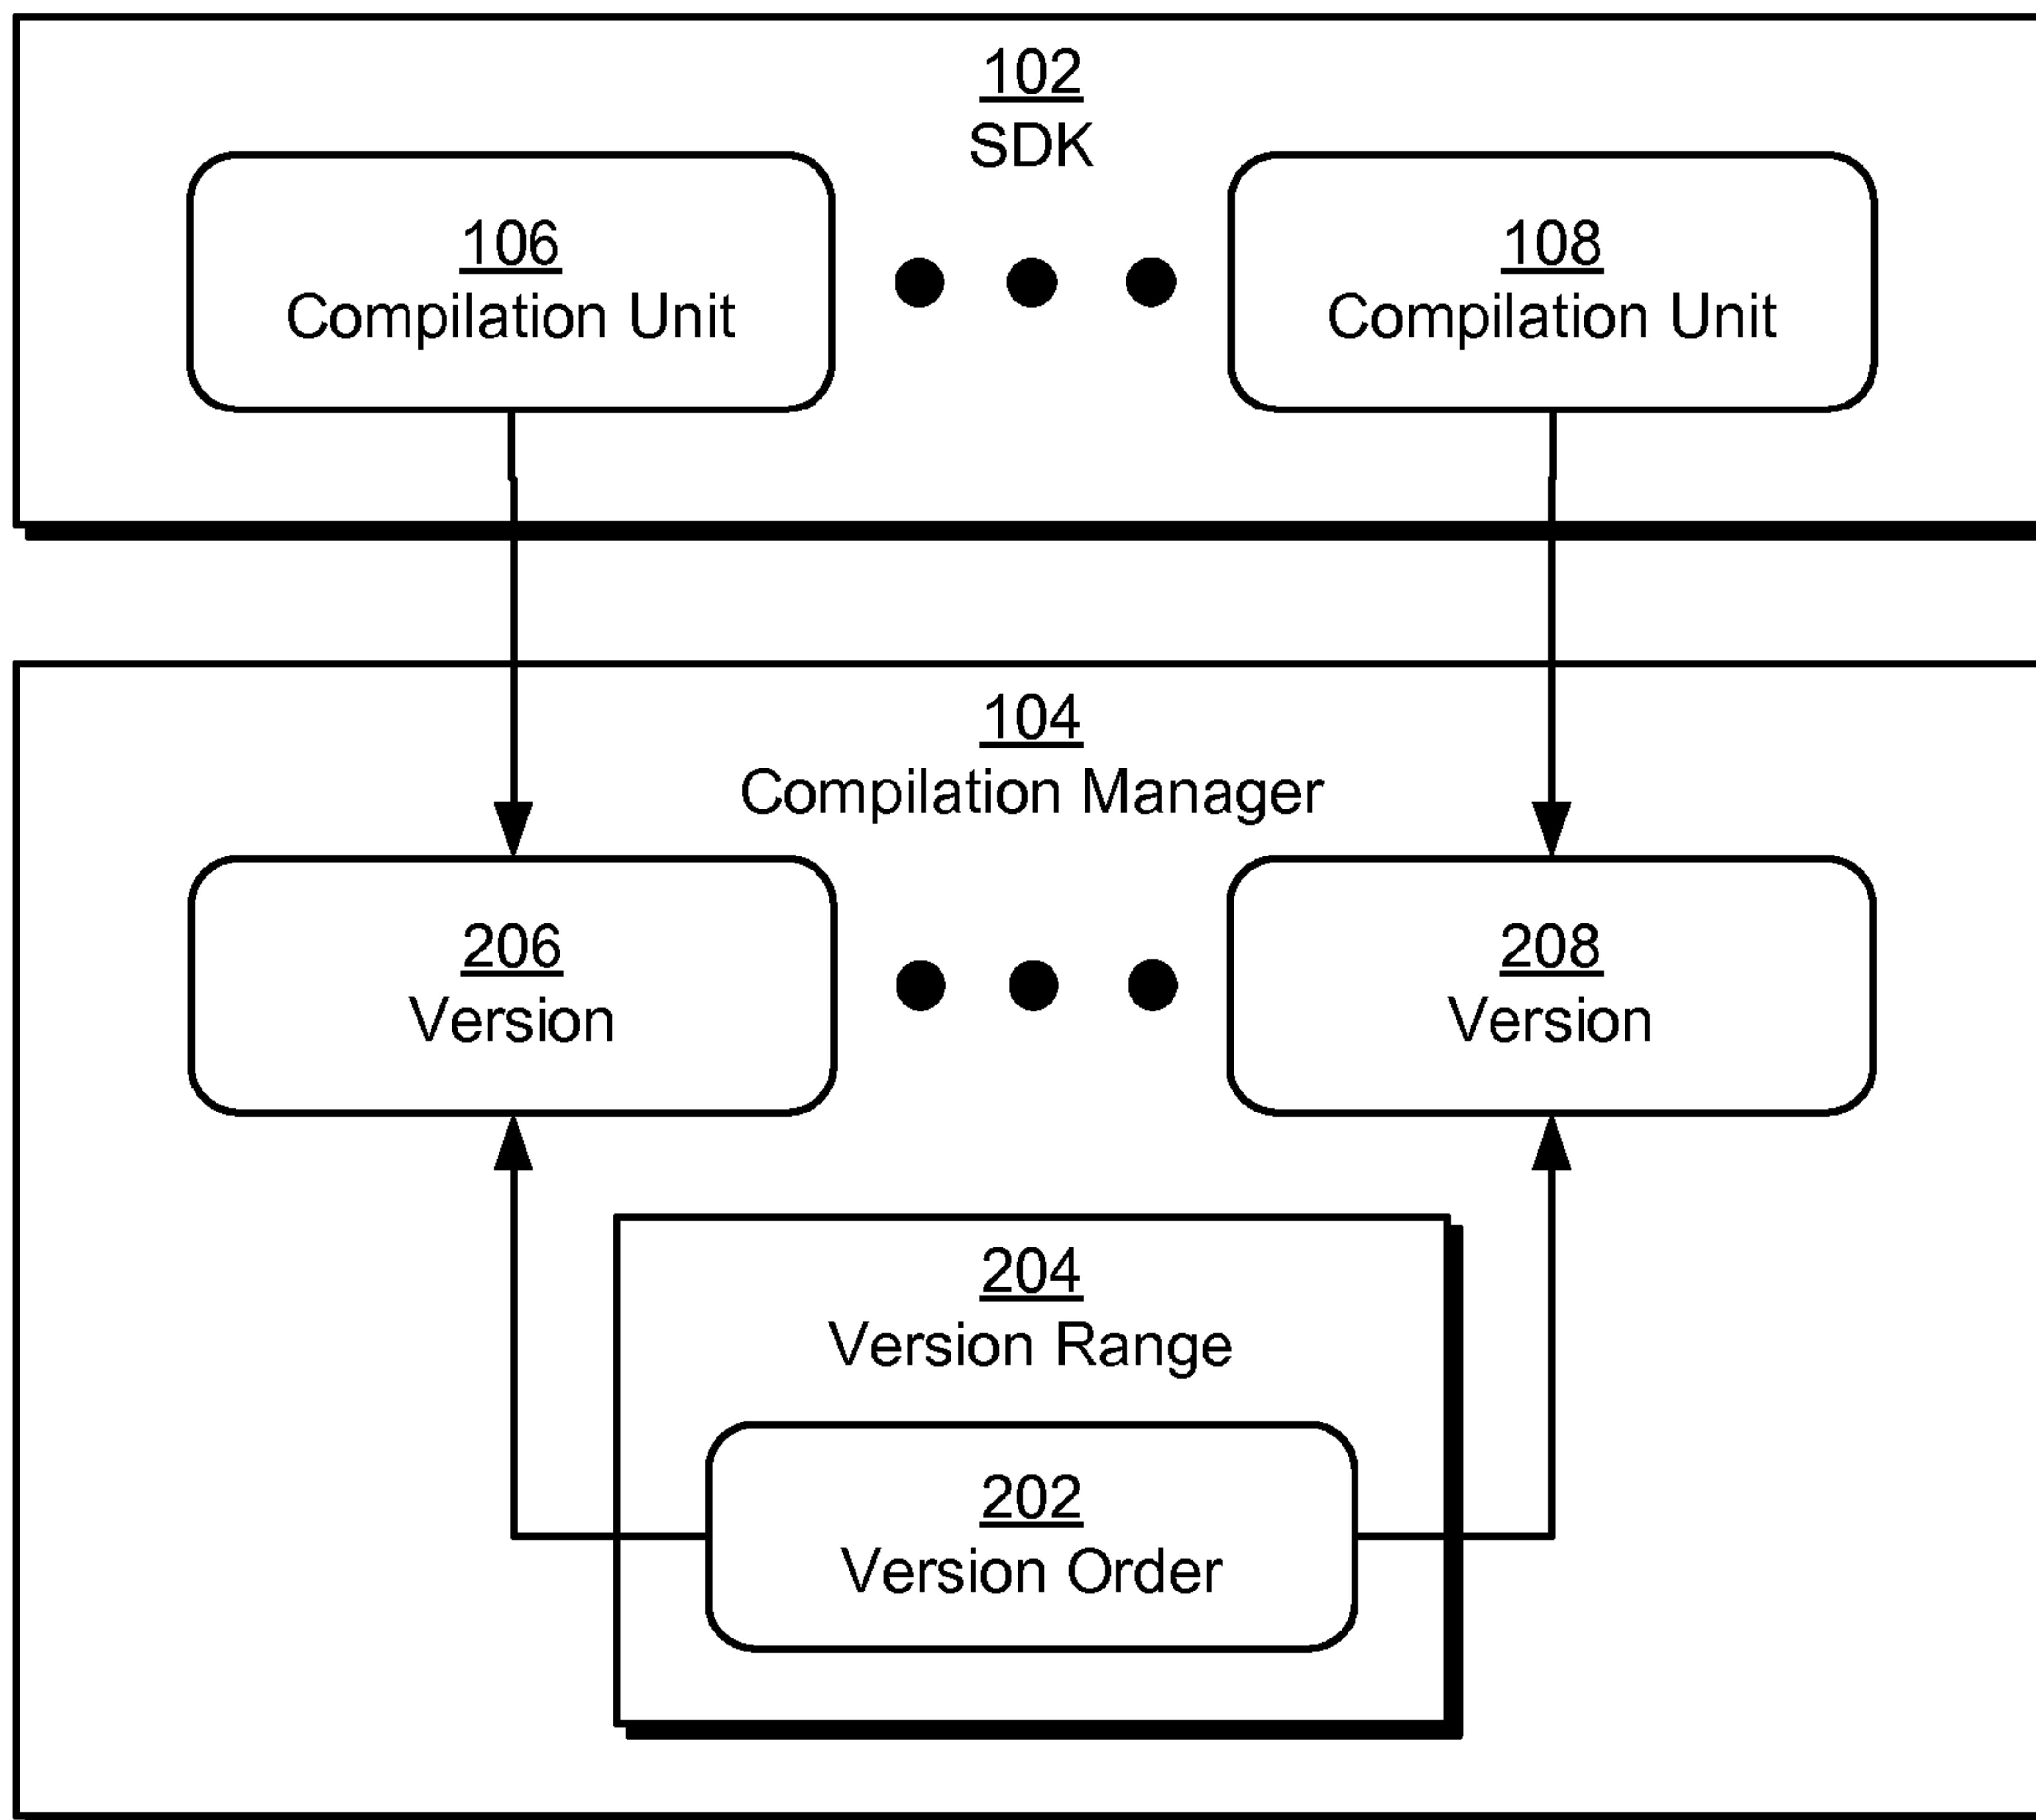 102
SDK
106
Compilation Unit
108
Compilation Unit
104
Compilation Manager
206
Version
208
Version
204
Version Range
202
Version Order